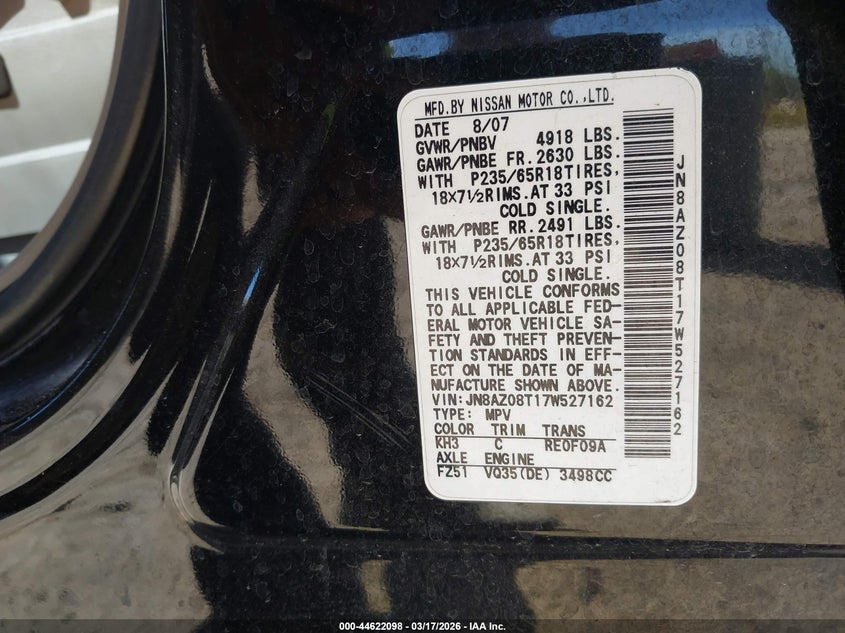 MFD.BY NISSAN MOTOR CO.,LTD.
DATE 8/07
GVWR/PNBV 4918 LBS.
GAWR/PNBE FR. 2630 LBS.
WITH P235/65R18TIRES,
18×7½RIMS.AT 33 PSI
COLD SINGLE.
GAWR/PNBE RR. 2491 LBS.
WITH P235/65R18TIRES,
18×7½RIMS.AT 33 PSI
COLD SINGLE.
THIS VEHICLE CONFORMS
TO ALL APPLICABLE FED-
ERAL MOTOR VEHICLE SA-
FETY AND THEFT PREVEN-
TION STANDARDS IN EFF-
ECT ON THE DATE OF MA-
NUFACTURE SHOWN ABOVE.
VIN:JN8AZ08T17W527162
TYPE: MPV
COLOR TRIM TRANS
KH3 C RE0F09A
AXLE ENGINE
FZ51 VQ35(DE) 3498CC
JN8AZ08T17W527162
000-44622098 - 03/17/2026 - IAA Inc.